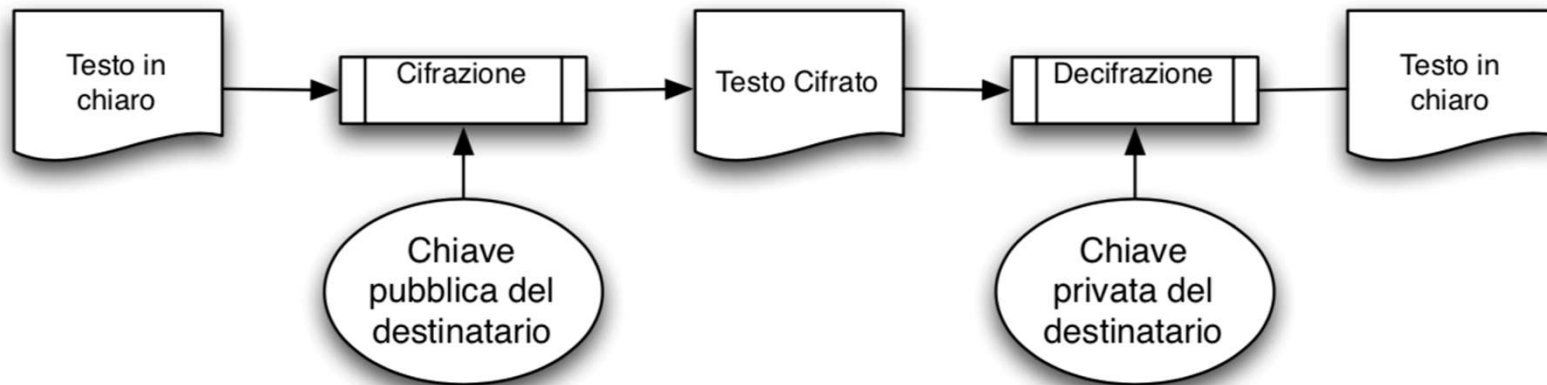 Testo in
chiaro
Cifrazione
Testo Cifrato
Decifrazione
Testo in
chiaro
Chiave
pubblica del
destinatario
Chiave
privata del
destinatario